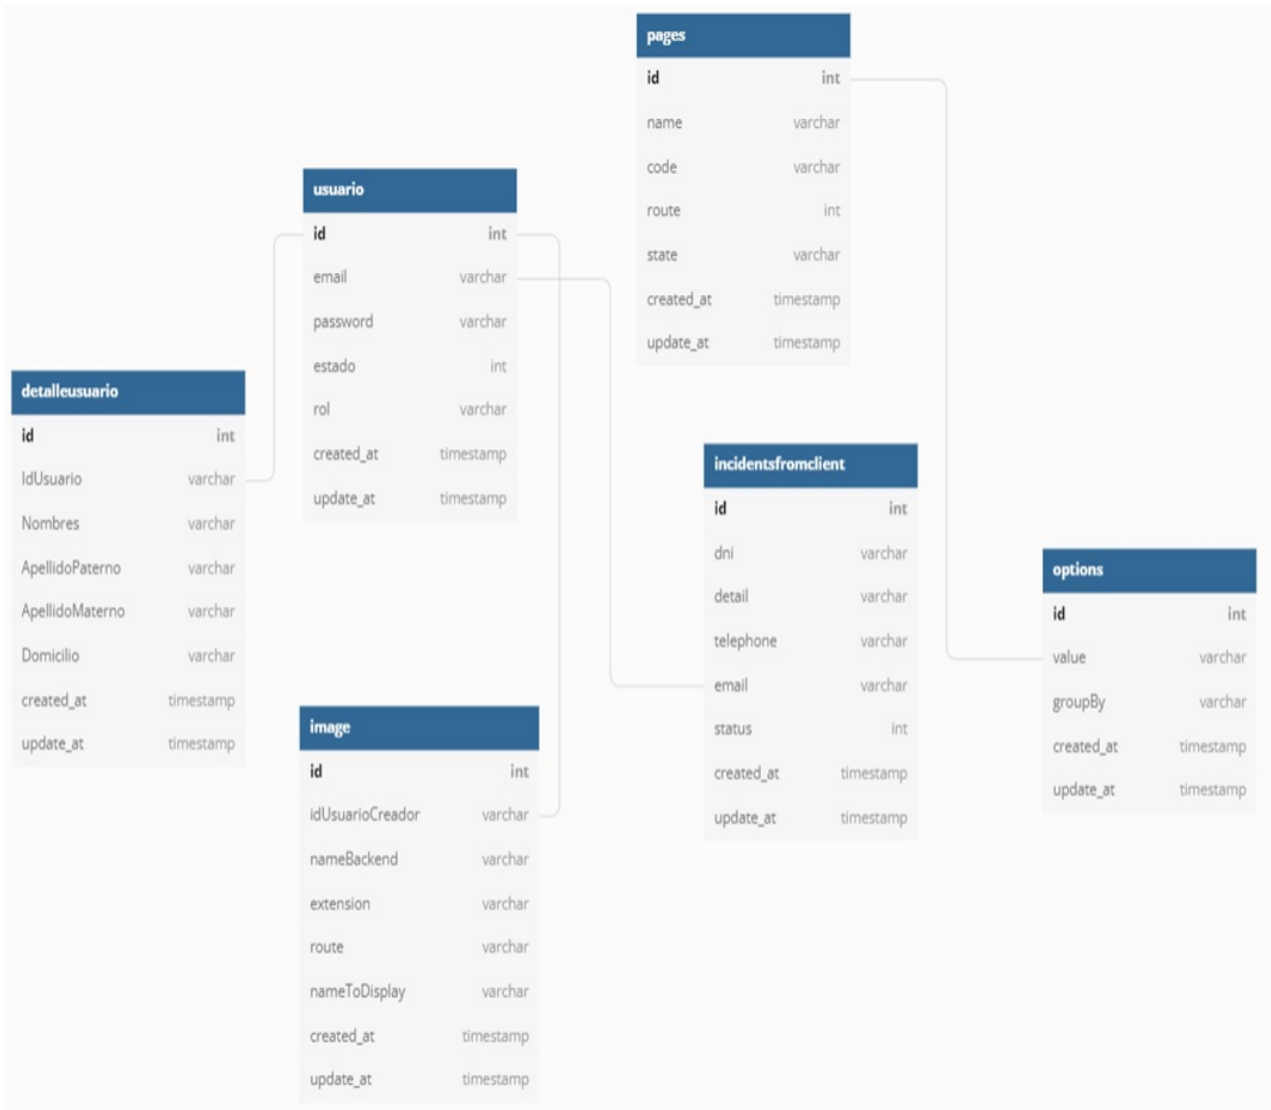 pages
id int
name varchar
code varchar
route int
state varchar
created_at timestamp
update_at timestamp
usuario
id int
email varchar
password varchar
estado int
rol varchar
created_at timestamp
update_at timestamp
detalleusuario
id int
IdUsuario varchar
Nombres varchar
ApellidoPaterno varchar
ApellidoMaterno varchar
Domicilio varchar
created_at timestamp
update_at timestamp
incidentsfromclient
id int
dni varchar
detail varchar
telephone varchar
email varchar
status int
created_at timestamp
update_at timestamp
options
id int
value varchar
groupBy varchar
created_at timestamp
update_at timestamp
image
id int
idUsuarioCreador varchar
nameBackend varchar
extension varchar
route varchar
nameToDisplay varchar
created_at timestamp
update_at timestamp